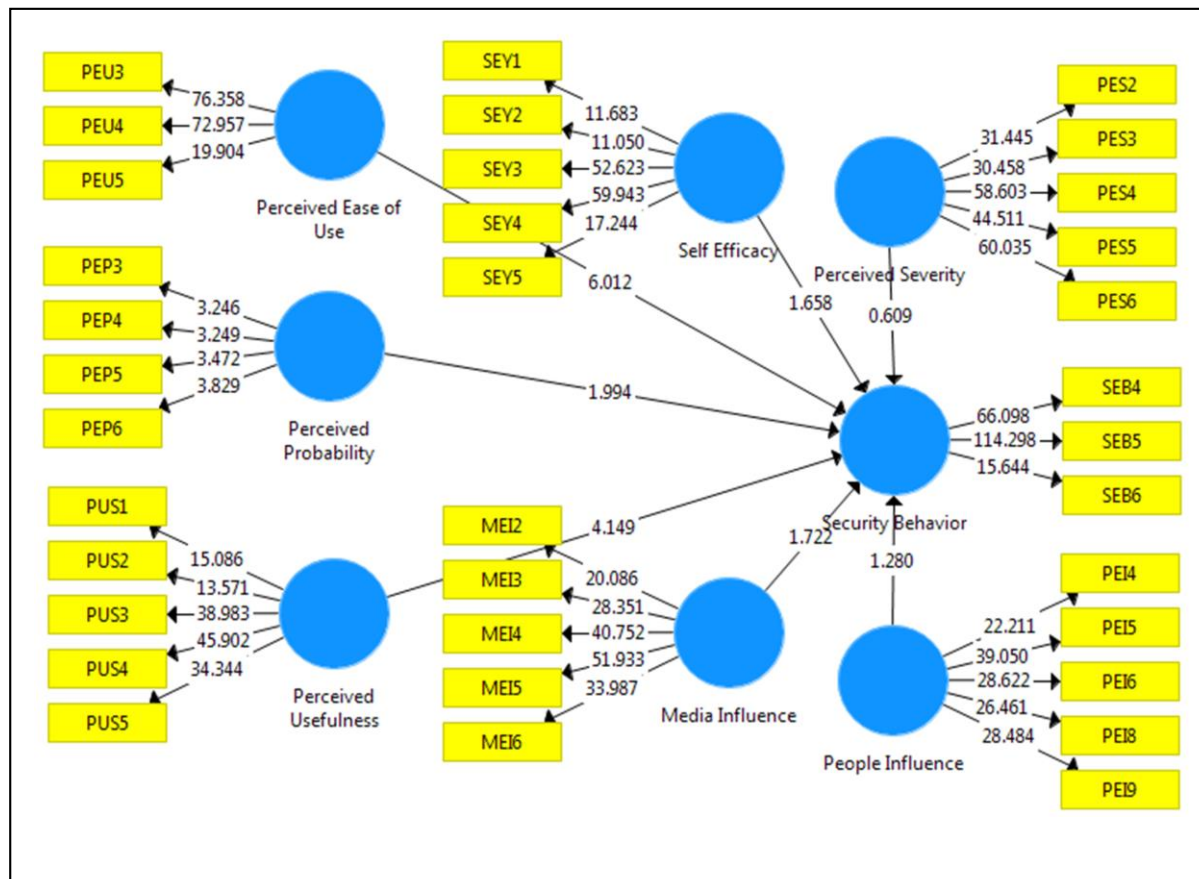 PEU3
PEU4
PEU5
76.358
72.957
19.904
Perceived Ease of
Use
SEY1
SEY2
SEY3
SEY4
SEY5
11.683
11.050
52.623
59.943
17.244
Self Efficacy
PES2
PES3
PES4
PES5
PES6
31.445
30.458
58.603
44.511
60.035
Perceived Severity
6.012
1.658
0.609
PEP3
PEP4
PEP5
PEP6
3.246
3.249
3.472
3.829
Perceived
Probability
1.994
SEB4
SEB5
SEB6
66.098
114.298
15.644
Security Behavior
PUS1
PUS2
PUS3
PUS4
PUS5
15.086
13.571
38.983
45.902
34.344
Perceived
Usefulness
4.149
MEI2
MEI3
MEI4
MEI5
MEI6
20.086
28.351
40.752
51.933
33.987
Media Influence
1.722
1.280
PEI4
PEI5
PEI6
PEI8
PEI9
22.211
39.050
28.622
26.461
28.484
People Influence